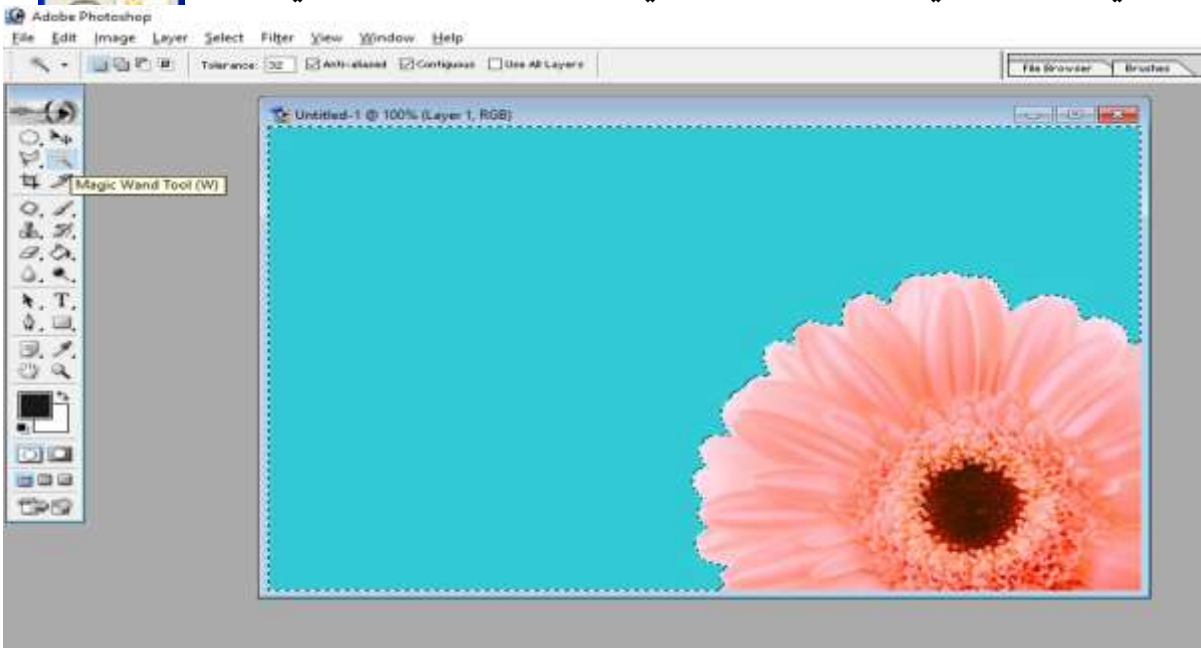 Adobe Photoshop
File Edit Image Layer Select Filter View Window Help
Tolerance: 32 Anti-aliased Contiguous Use All Layers File Browser Brushes
Untitled-1 @ 100% (Layer 1, RGB)
Magic Wand Tool (W)
T